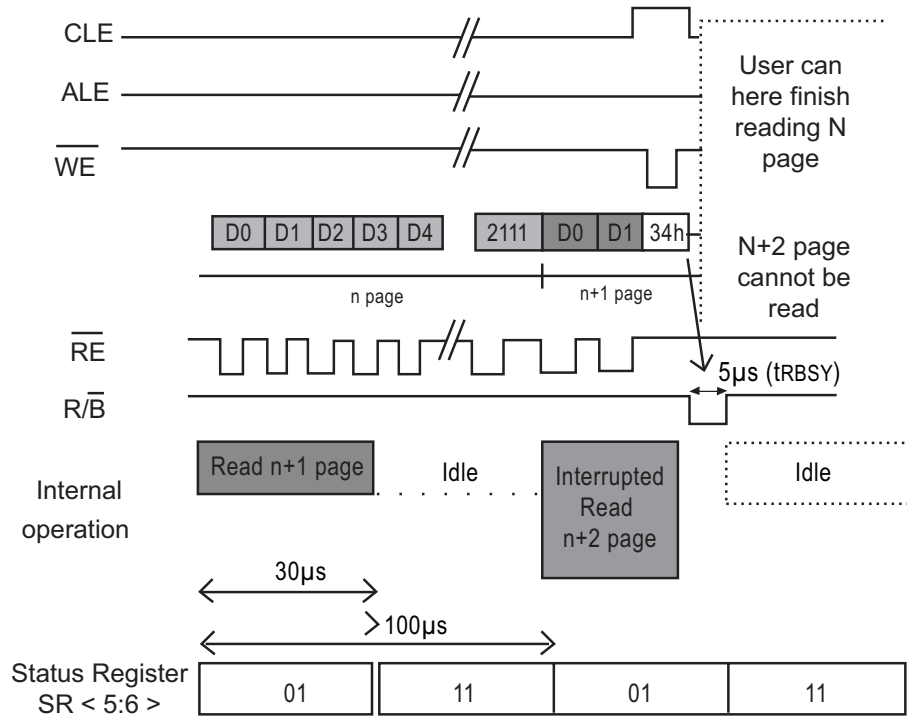 CLE
ALE
WE
User can
here finish
reading N
page
D0 D1 D2 D3 D4 2111 D0 D1 34h
n page
n+1 page
N+2 page
cannot be
read
RE
5µs (tRBSY)
R/B
Internal
operation
Read n+1 page
Idle
Interrupted
Read
n+2 page
Idle
30µs
100µs
Status Register
SR < 5:6 >
01 11 01 11